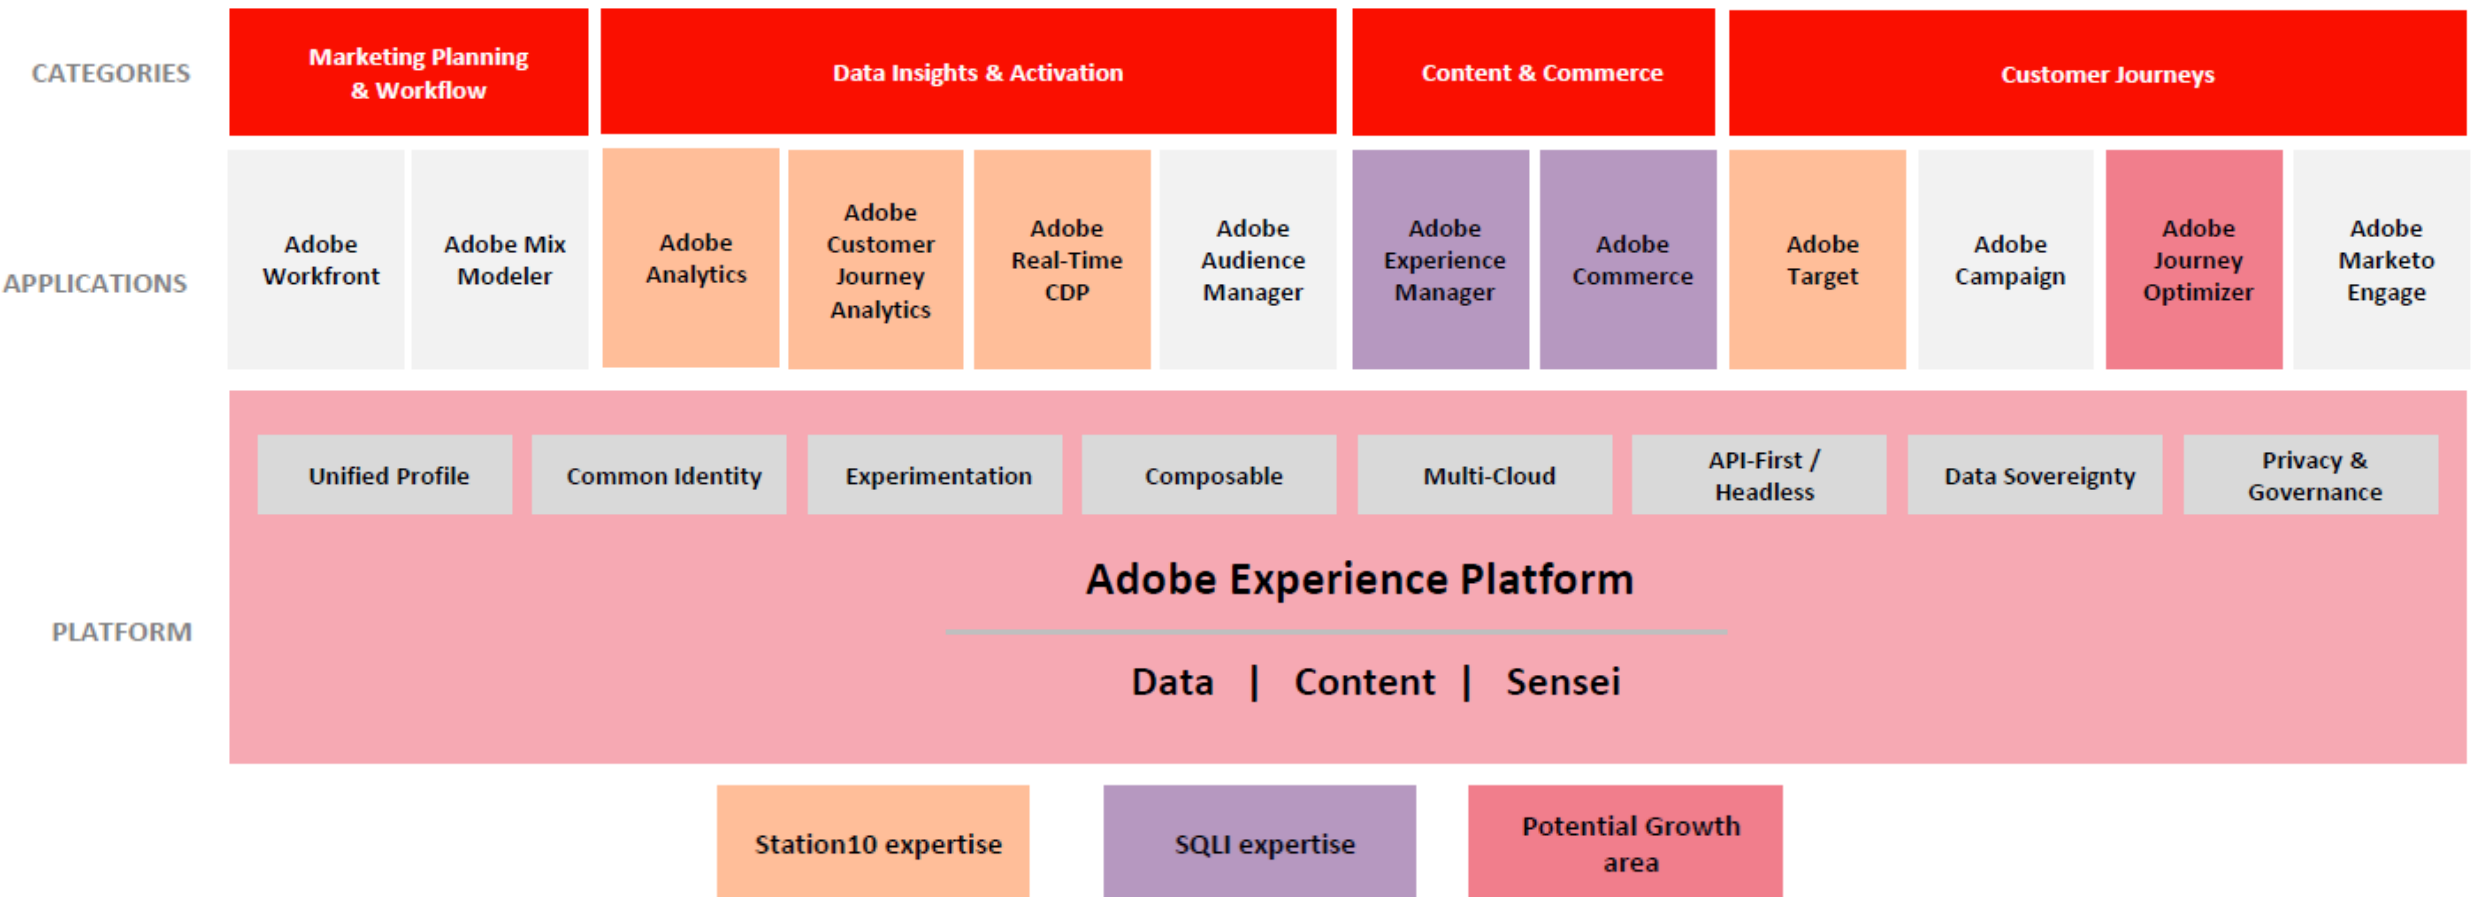 CATEGORIES
Marketing Planning
& Workflow
Data Insights & Activation
Content & Commerce
Customer Journeys
APPLICATIONS
Adobe
Workfront
Adobe Mix
Modeler
Adobe
Analytics
Adobe
Customer
Journey
Analytics
Adobe
Real-Time
CDP
Adobe
Audience
Manager
Adobe
Experience
Manager
Adobe
Commerce
Adobe
Target
Adobe
Campaign
Adobe
Journey
Optimizer
Adobe
Marketo
Engage
PLATFORM
Unified Profile
Common Identity
Experimentation
Composable
Multi-Cloud
API-First /
Headless
Data Sovereignty
Privacy &
Governance
Adobe Experience Platform
Data | Content | Sensei
Station10 expertise
SQLI expertise
Potential Growth
area